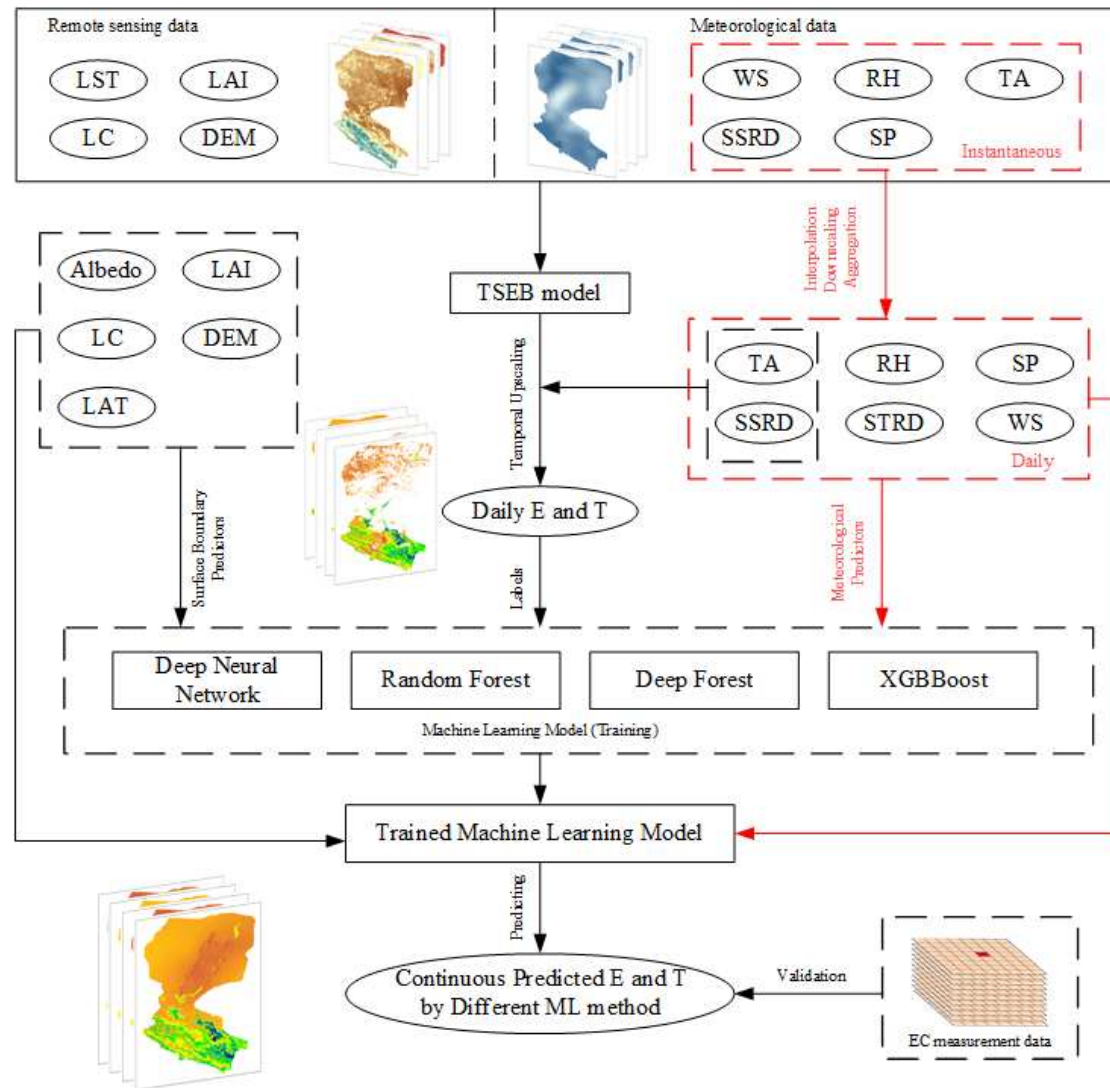 Remote sensing data
Meteorological data
LST
LAI
LC
DEM
WS
RH
TA
SSRD
SP
Instantaneous
Interpolation
Downscaling
Aggregation
Albedo
LAI
LC
DEM
LAT
TSEB model
Temporal Upscaling
TA
RH
SP
SSRD
STRD
WS
Daily
Daily E and T
Surface Boundary
Predictors
Labels
Meteorological
Predictors
Deep Neural
Network
Random Forest
Deep Forest
XGBBoost
Machine Learning Model (Training)
Trained Machine Learning Model
Predicting
Continuous Predicted E and T
by Different ML method
Validation
EC measurement data